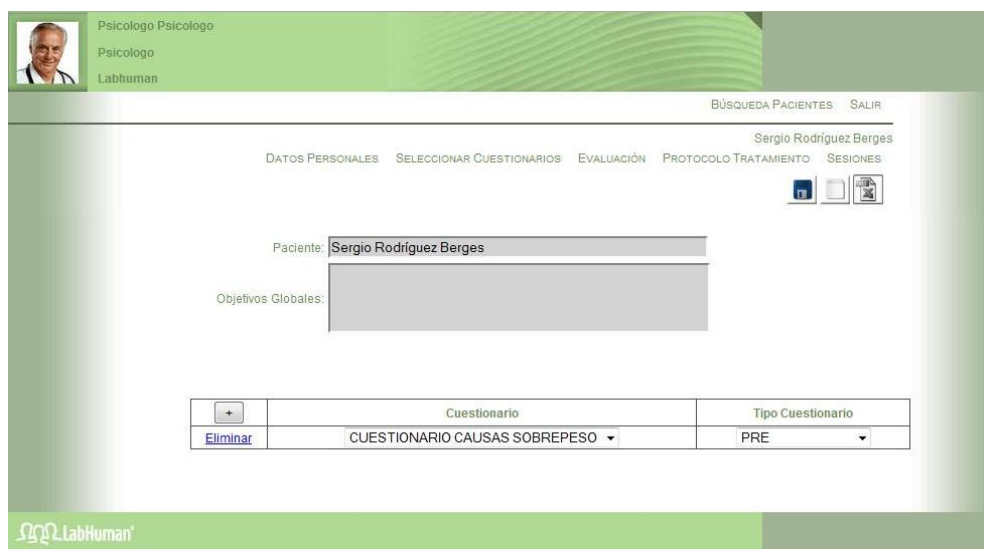 Psicologo Psicologo
Psicologo
Labhuman
BÚSQUEDA PACIENTES SALIR
Sergio Rodríguez Berges
DATOS PERSONALES SELECCIONAR CUESTIONARIOS EVALUACIÓN PROTOCOLO TRATAMIENTO SESIONES
Paciente: Sergio Rodríguez Berges
Objetivos Globales:
+ Cuestionario Tipo Cuestionario
Eliminar CUESTIONARIO CAUSAS SOBREPESO PRE
LabHuman